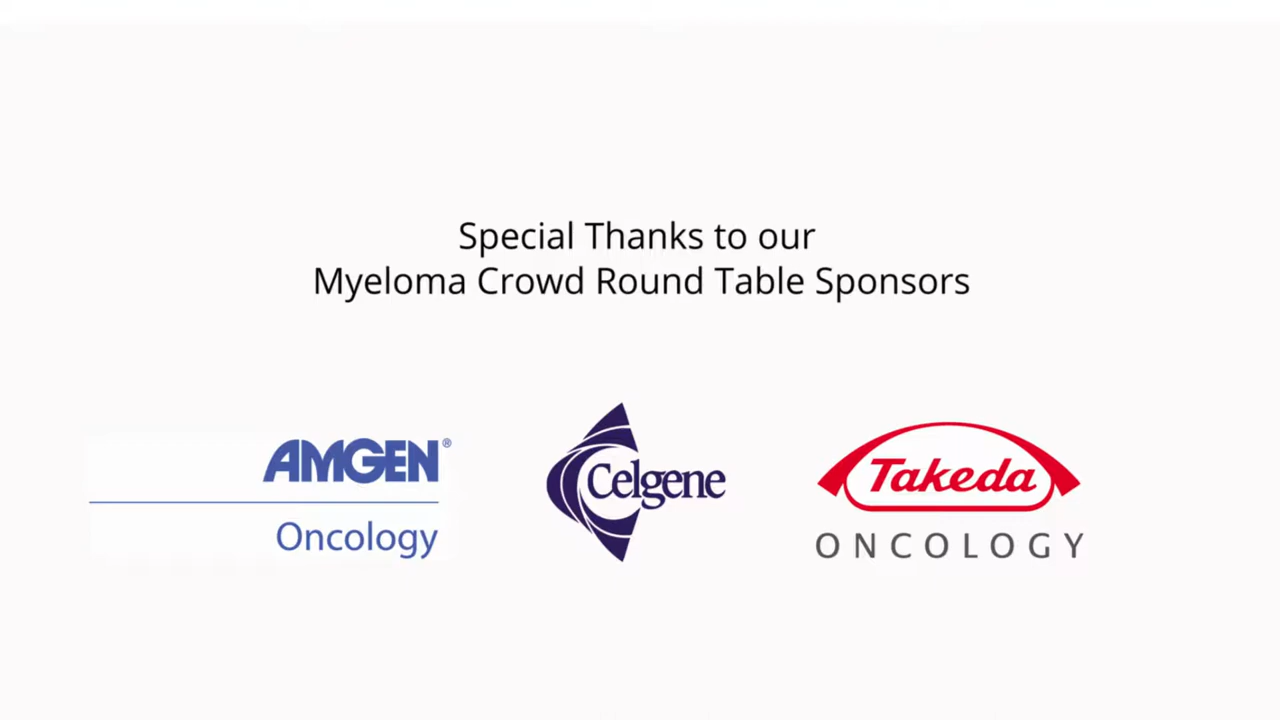 Special Thanks to our
Myeloma Crowd Round Table Sponsors
AMGEN®
Oncology
Celgene
Takeda
ONCOLOGY